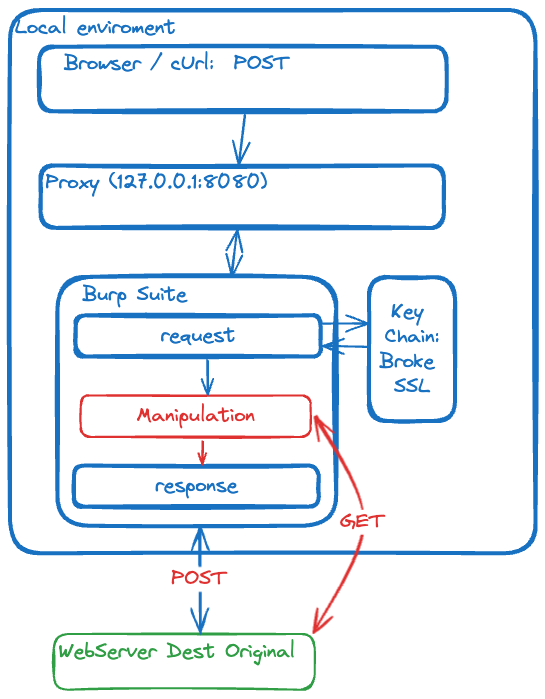 Local enviroment
Browser / cUrl: POST
Proxy (127.0.0.1:8080)
Burp Suite
request
Key
Chain:
Broke
SSL
Manipulation
response
GET
POST
WebServer Dest Original